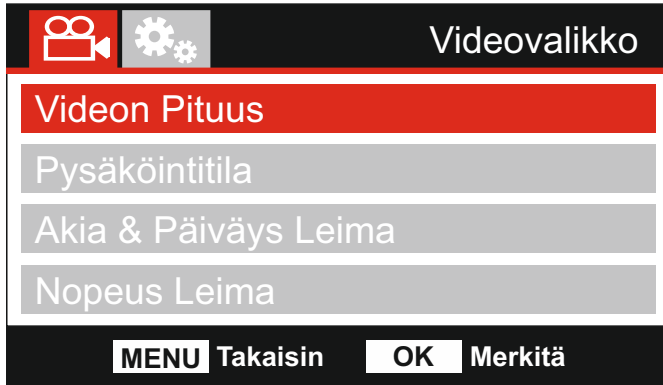 Videovalikko
Videon Pituus
Pysäköintitila
Akia & Päiväys Leima
Nopeus Leima
MENU Takaisin OK Merkitä